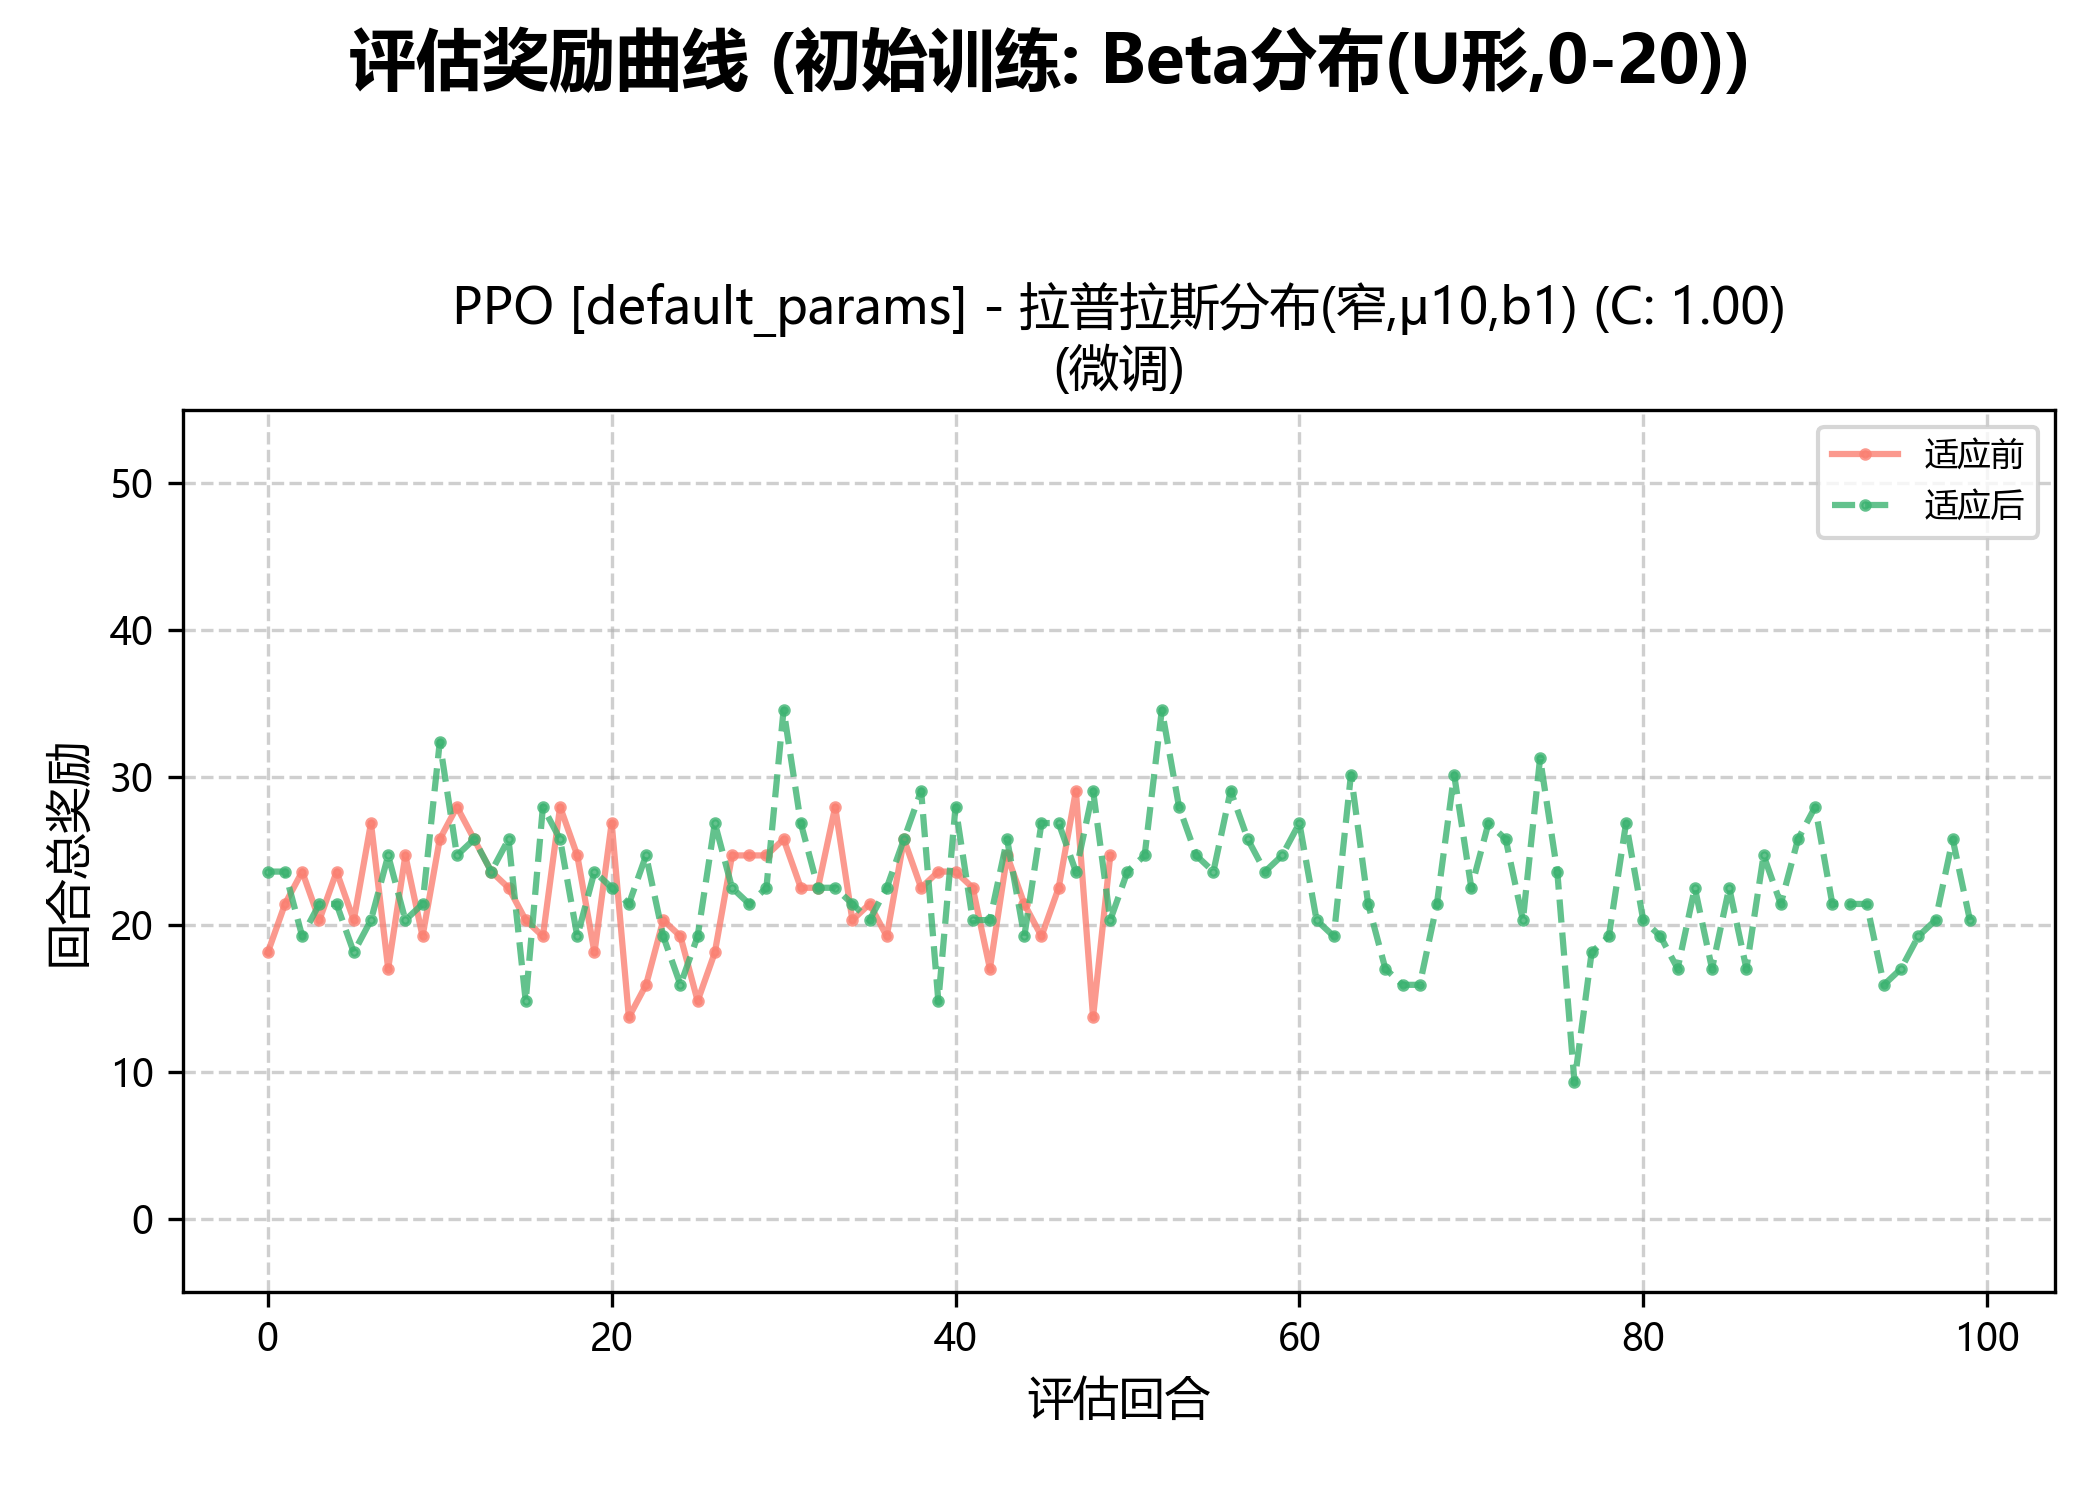 评估奖励曲线 (初始训练: Beta分布(U形,0-20))
PPO [default_params] - 拉普拉斯分布(窄,μ10,b1) (C: 1.00)
(微调)
适应前
适应后
回合总奖励
50
40
30
20
10
0
0 20 40 60 80 100
评估回合